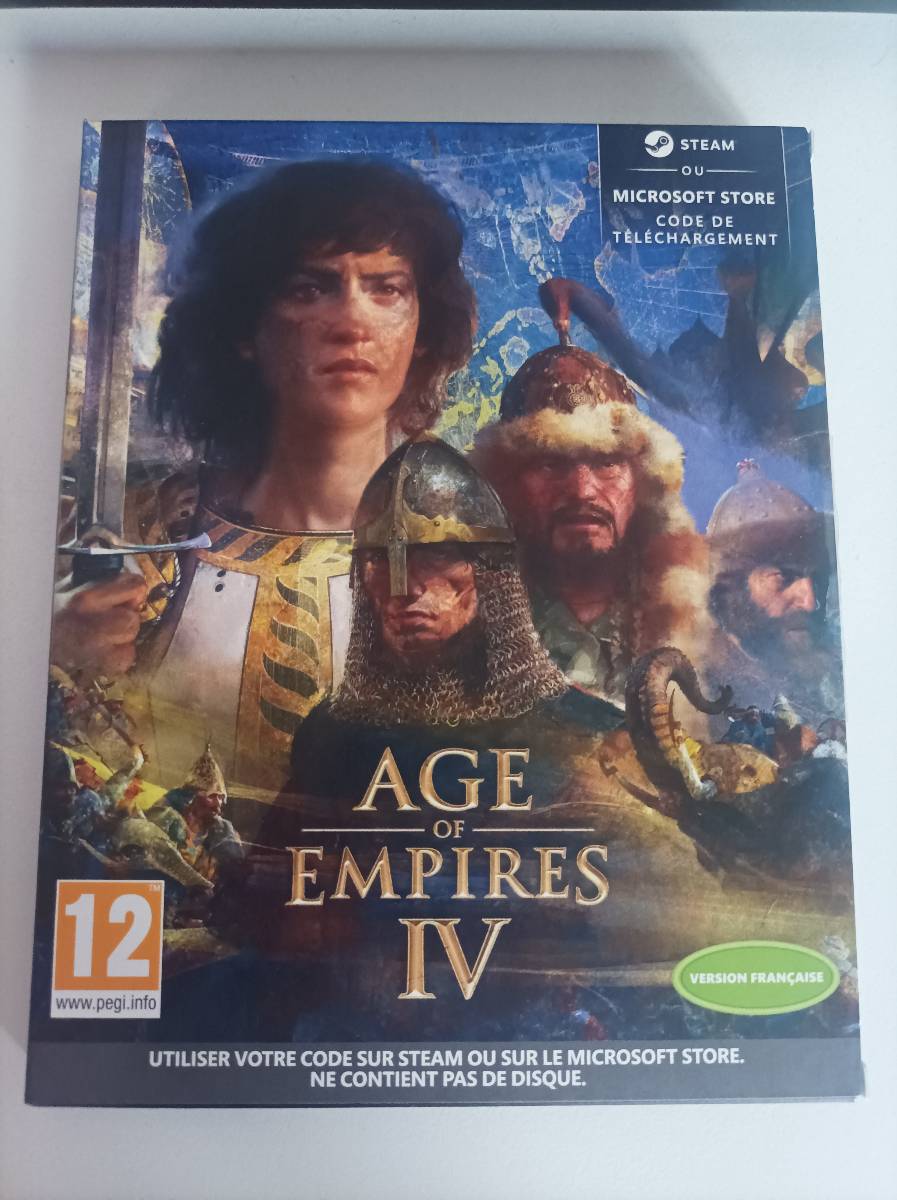 STEAM
OU
MICROSOFT STORE
CODE DE
TÉLÉCHARGEMENT
AGE
OF
EMPIRES
IV
12™
www.pegi.info
VERSION FRANÇAISE
UTILISER VOTRE CODE SUR STEAM OU SUR LE MICROSOFT STORE.
NE CONTIENT PAS DE DISQUE.